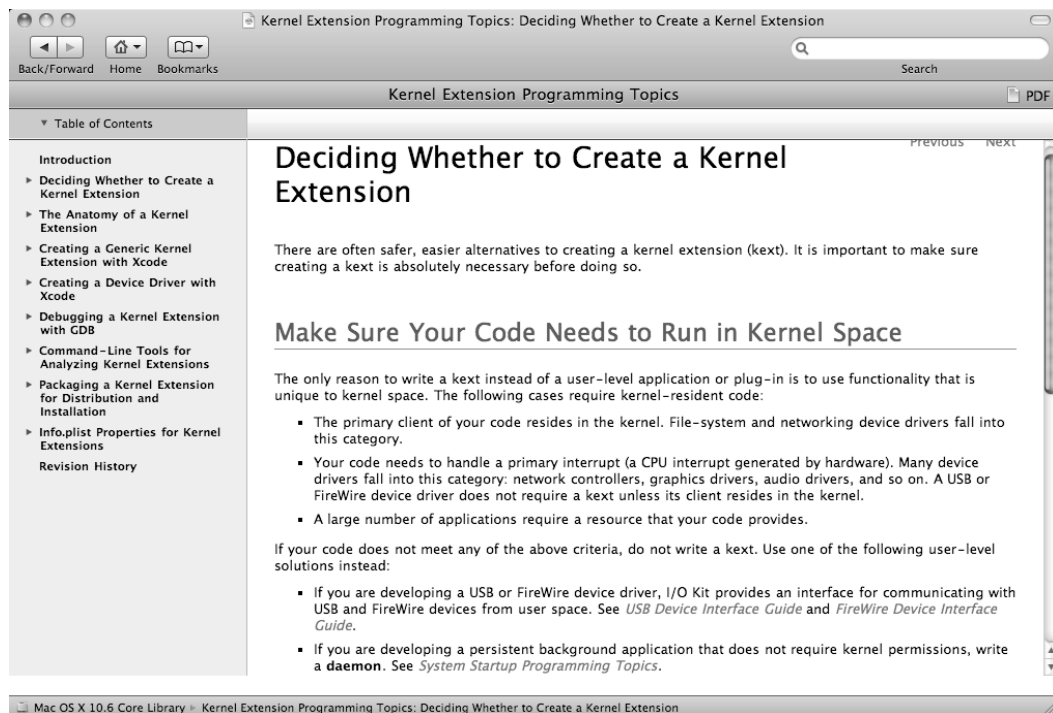 Kernel Extension Programming Topics: Deciding Whether to Create a Kernel Extension
Back/Forward Home Bookmarks
Search
Kernel Extension Programming Topics
PDF
Table of Contents
Introduction
Deciding Whether to Create a
Kernel Extension
The Anatomy of a Kernel
Extension
Creating a Generic Kernel
Extension with Xcode
Creating a Device Driver with
Xcode
Debugging a Kernel Extension
with GDB
Command-Line Tools for
Analyzing Kernel Extensions
Packaging a Kernel Extension
for Distribution and
Installation
Info.plist Properties for Kernel
Extensions
Revision History
Previous Next
Deciding Whether to Create a Kernel
Extension
There are often safer, easier alternatives to creating a kernel extension (kext). It is important to make sure
creating a kext is absolutely necessary before doing so.
Make Sure Your Code Needs to Run in Kernel Space
The only reason to write a kext instead of a user-level application or plug-in is to use functionality that is
unique to kernel space. The following cases require kernel-resident code:
▪ The primary client of your code resides in the kernel. File-system and networking device drivers fall into
this category.
▪ Your code needs to handle a primary interrupt (a CPU interrupt generated by hardware). Many device
drivers fall into this category: network controllers, graphics drivers, audio drivers, and so on. A USB or
FireWire device driver does not require a kext unless its client resides in the kernel.
▪ A large number of applications require a resource that your code provides.
If your code does not meet any of the above criteria, do not write a kext. Use one of the following user-level
solutions instead:
▪ If you are developing a USB or FireWire device driver, I/O Kit provides an interface for communicating with
USB and FireWire devices from user space. See USB Device Interface Guide and FireWire Device Interface
Guide.
▪ If you are developing a persistent background application that does not require kernel permissions, write
a daemon. See System Startup Programming Topics.
Mac OS X 10.6 Core Library ▸ Kernel Extension Programming Topics: Deciding Whether to Create a Kernel Extension